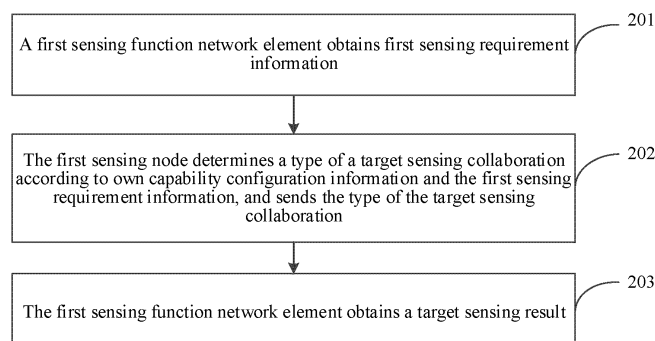 201
A first sensing function network element obtains first sensing requirement
information
202
The first sensing node determines a type of a target sensing collaboration
according to own capability configuration information and the first sensing
requirement information, and sends the type of the target sensing
collaboration
203
The first sensing function network element obtains a target sensing result